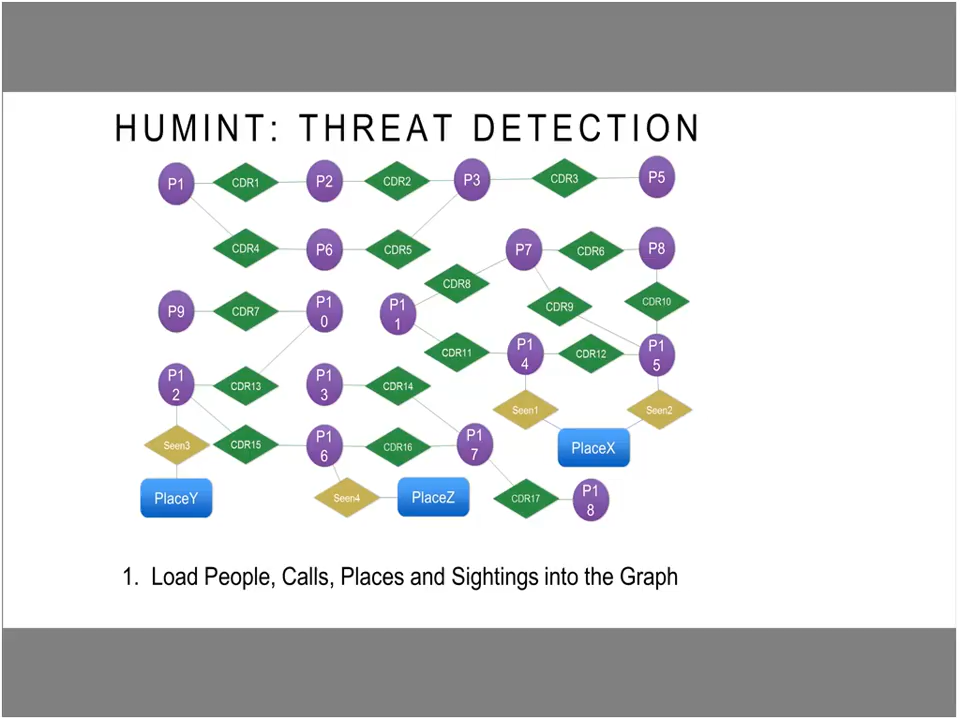 HUMINT: THREAT DETECTION
P1
CDR1
P2
CDR2
P3
CDR3
P5
CDR4
P6
CDR5
P7
CDR6
P8
CDR8
P9
CDR7
P1
0
P1
1
CDR9
CDR10
CDR11
P1
4
CDR12
P1
5
P1
2
CDR13
P1
3
CDR14
Seen1
Seen2
Seen3
CDR15
P1
6
CDR16
P1
7
PlaceX
PlaceY
Seen4
PlaceZ
CDR17
P1
8
1. Load People, Calls, Places and Sightings into the Graph